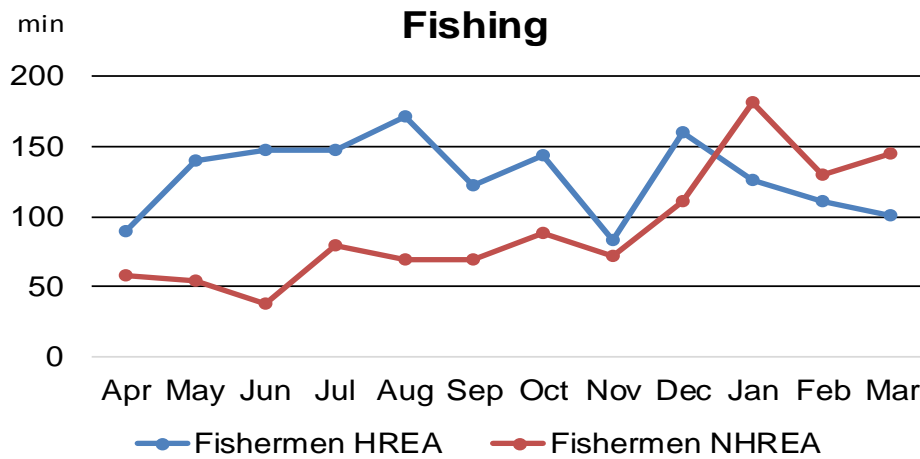 min
Fishing
200
150
100
50
0
Apr May Jun Jul Aug Sep Oct Nov Dec Jan Feb Mar
Fishermen HREA Fishermen NHREA